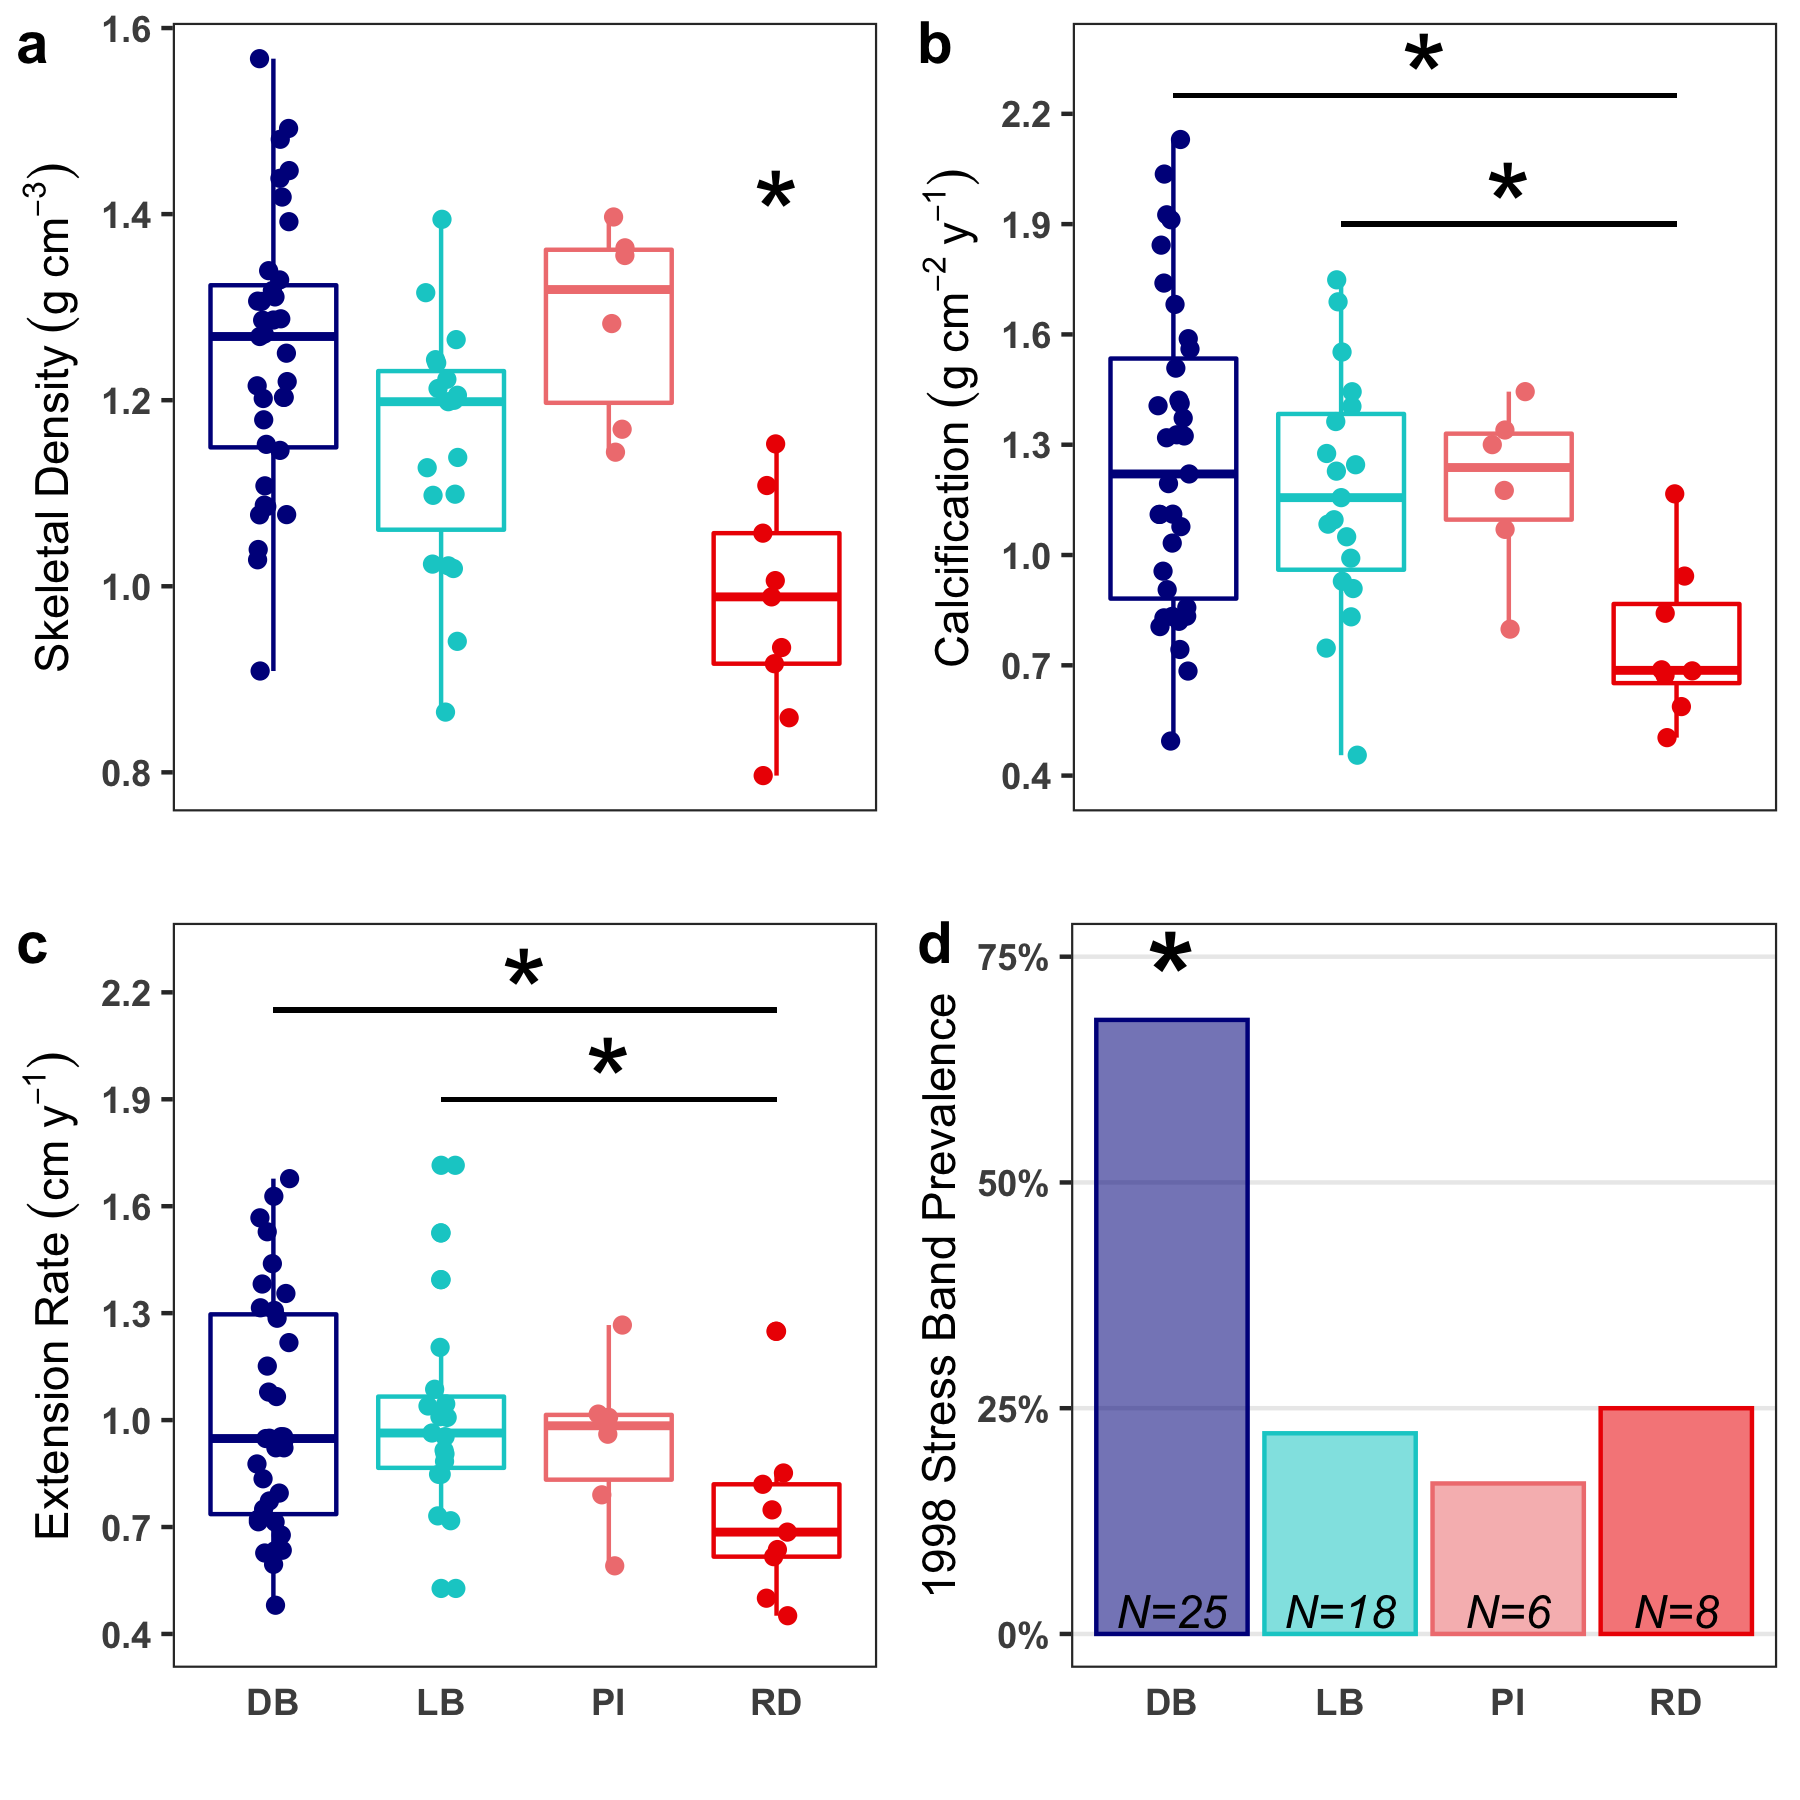 a
Skeletal Density (g cm⁻³)
1.6
1.4
1.2
1.0
0.8
*
b
Calcification (g cm⁻² y⁻¹)
2.2
1.9
1.6
1.3
1.0
0.7
0.4
*
*
c
Extension Rate (cm y⁻¹)
2.2
1.9
1.6
1.3
1.0
0.7
0.4
*
*
DB LB PI RD
d
1998 Stress Band Prevalence
75%
50%
25%
0%
*
N=25 N=18 N=6 N=8
DB LB PI RD